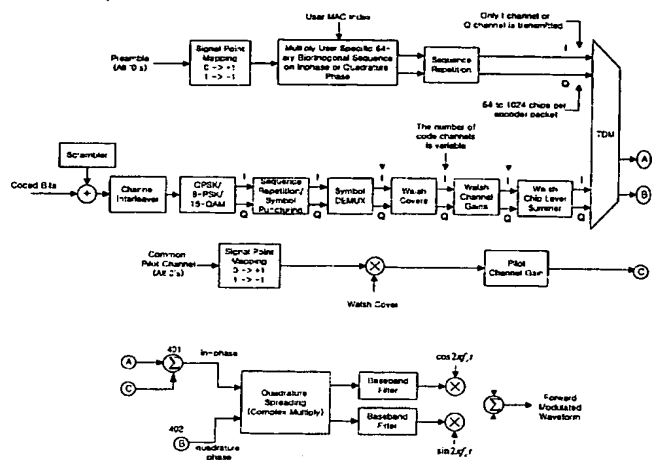 User MAC Index
Only I channel or
Q channel is transmitted
Preamble
(All '0's)
Signal Point
Mapping
0 -> +1
1 -> -1
Multiply User Specific 64-
ary Biorthogonal Sequence
on Inphase or Quadrature
Phase
Sequence
Repetition
I
Q
64 to 1024 chips per
encoder packet
TDM
The number of
code channels
is variable
Scrambler
Coded Bits
+
Channel
Interleaver
QPSK/
8-PSK/
16-QAM
I
Q
Sequence
Repetition/
Symbol
Puncturing
I
Q
Symbol
DEMUX
I
Q
Walsh
Covers
I
Q
Walsh
Channel
Gains
I
Q
Walsh
Chip Level
Summer
I
Q
A
B
Common
Pilot Channel
(All 0's)
Signal Point
Mapping
0 -> +1
1 -> -1
Walsh Cover
Pilot
Channel Gain
C
A
C
401
Σ
in-phase
402
B
quadrature
phase
Quadrature
Spreading
(Complex Multiply)
Baseband
Filter
Baseband
Filter
cos2πf_c t
sin2πf_c t
Σ
Forward
Modulated
Waveform